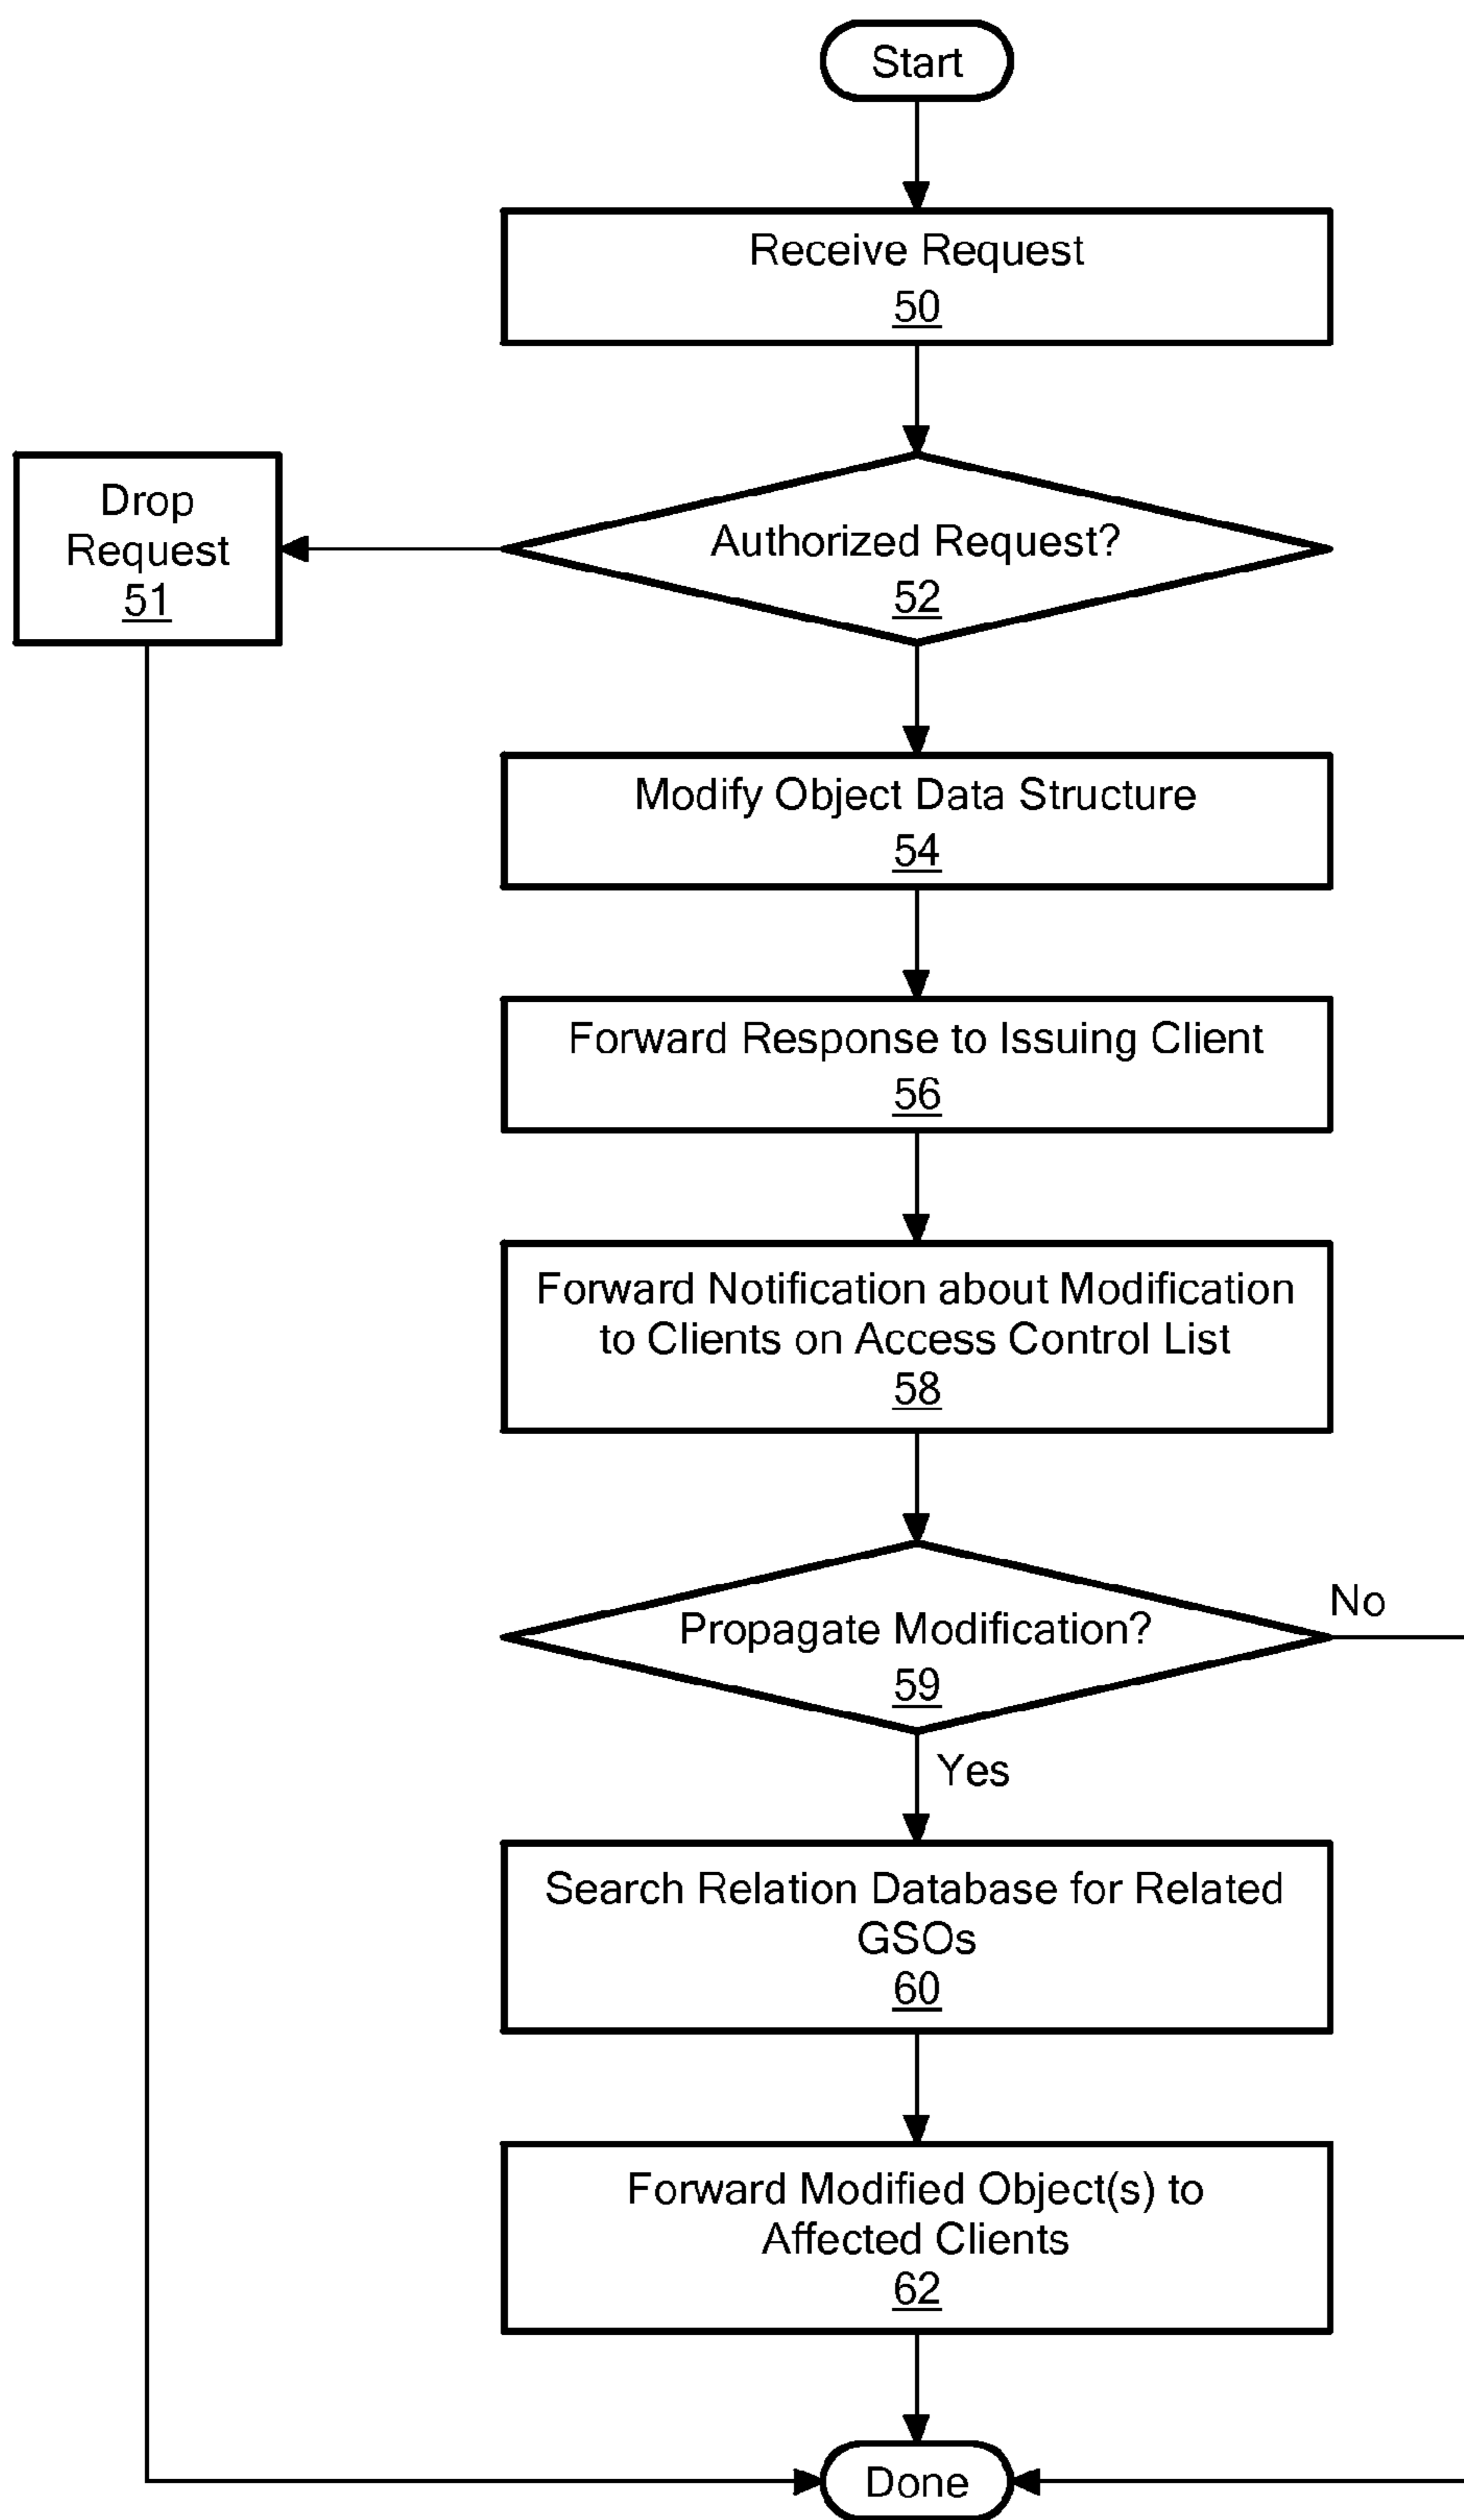 Start
Receive Request
50
Drop
Request
51
Authorized Request?
52
Modify Object Data Structure
54
Forward Response to Issuing Client
56
Forward Notification about Modification
to Clients on Access Control List
58
Propagate Modification?
59
No
Yes
Search Relation Database for Related
GSOs
60
Forward Modified Object(s) to
Affected Clients
62
Done